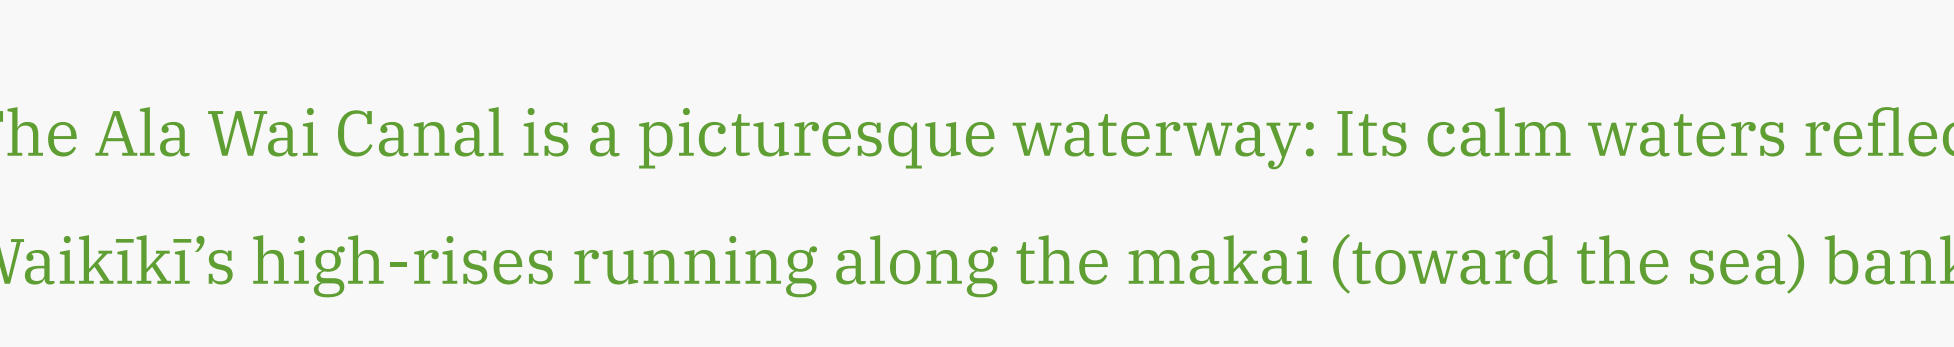 The Ala Wai Canal is a picturesque waterway: Its calm waters reflec
Waikīkī’s high-rises running along the makai (toward the sea) bank